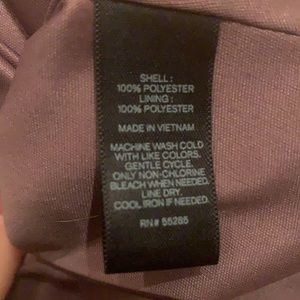 SHELL :
100% POLYESTER
LINING :
100% POLYESTER
MADE IN VIETNAM
MACHINE WASH COLD
WITH LIKE COLORS.
GENTLE CYCLE.
ONLY NON-CHLORINE
BLEACH WHEN NEEDED.
LINE DRY.
COOL IRON IF NEEDED.
RN# 55285